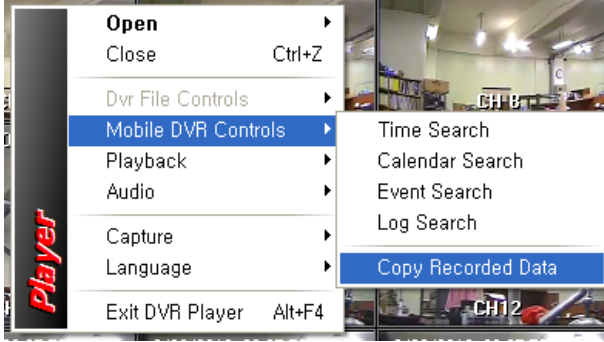 Open
Close Ctrl+Z
Dvr File Controls
Mobile DVR Controls
Playback
Audio
Capture
Language
Exit DVR Player Alt+F4
Player
Time Search
Calendar Search
Event Search
Log Search
Copy Recorded Data
CH 8
CH12